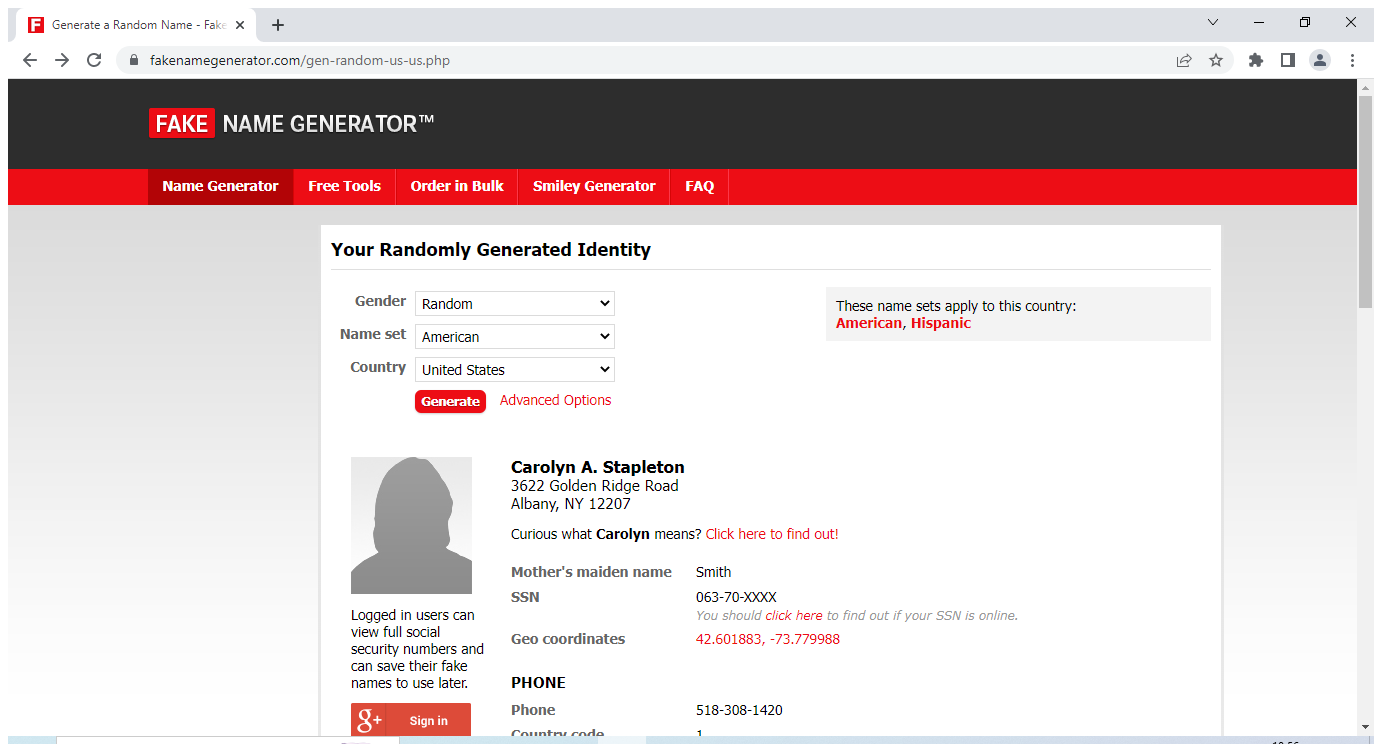 Generate a Random Name - Fake
fakenamegenerator.com/gen-random-us-us.php
FAKE NAME GENERATOR™
Name Generator Free Tools Order in Bulk Smiley Generator FAQ
Your Randomly Generated Identity
Gender Random
Name set American
Country United States
Generate Advanced Options
These name sets apply to this country:
American, Hispanic
Carolyn A. Stapleton
3622 Golden Ridge Road
Albany, NY 12207
Curious what Carolyn means? Click here to find out!
Mother's maiden name Smith
SSN 063-70-XXXX
You should click here to find out if your SSN is online.
Geo coordinates 42.601883, -73.779988
Logged in users can
view full social
security numbers and
can save their fake
names to use later.
g+ Sign in
PHONE
Phone 518-308-1420
Country code 1